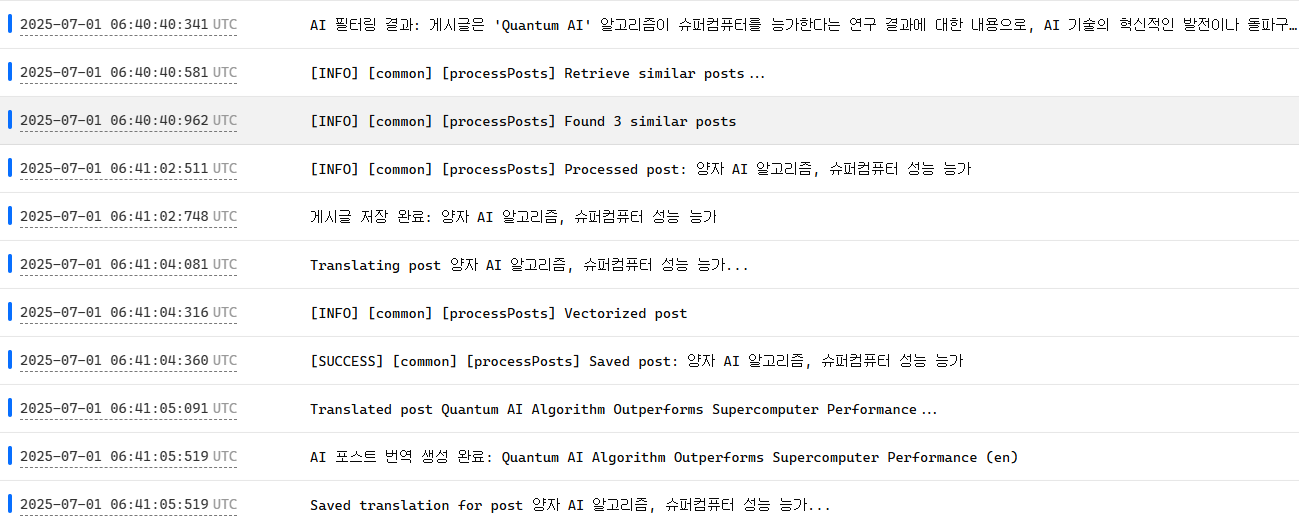 2025-07-01 06:40:40:341 UTC AI 필터링 결과: 게시글은 'Quantum AI' 알고리즘이 슈퍼컴퓨터를 능가한다는 연구 결과에 대한 내용으로, AI 기술의 혁신적인 발전이나 돌파구…
2025-07-01 06:40:40:581 UTC [INFO] [common] [processPosts] Retrieve similar posts...
2025-07-01 06:40:40:962 UTC [INFO] [common] [processPosts] Found 3 similar posts
2025-07-01 06:41:02:511 UTC [INFO] [common] [processPosts] Processed post: 양자 AI 알고리즘, 슈퍼컴퓨터 성능 능가
2025-07-01 06:41:02:748 UTC 게시글 저장 완료: 양자 AI 알고리즘, 슈퍼컴퓨터 성능 능가
2025-07-01 06:41:04:081 UTC Translating post 양자 AI 알고리즘, 슈퍼컴퓨터 성능 능가...
2025-07-01 06:41:04:316 UTC [INFO] [common] [processPosts] Vectorized post
2025-07-01 06:41:04:360 UTC [SUCCESS] [common] [processPosts] Saved post: 양자 AI 알고리즘, 슈퍼컴퓨터 성능 능가
2025-07-01 06:41:05:091 UTC Translated post Quantum AI Algorithm Outperforms Supercomputer Performance...
2025-07-01 06:41:05:519 UTC AI 포스트 번역 생성 완료: Quantum AI Algorithm Outperforms Supercomputer Performance (en)
2025-07-01 06:41:05:519 UTC Saved translation for post 양자 AI 알고리즘, 슈퍼컴퓨터 성능 능가...